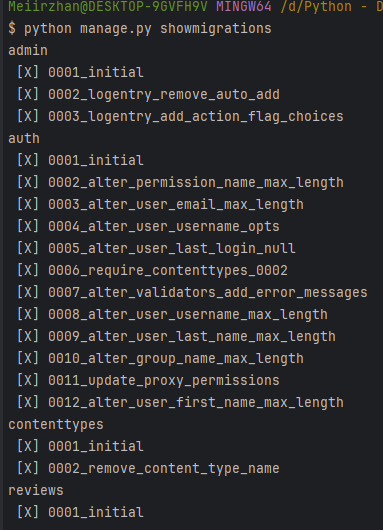 Meiirzhan@DESKTOP-9GVFH9V MINGW64 /d/Python - D
$ python manage.py showmigrations
admin
[X] 0001_initial
[X] 0002_logentry_remove_auto_add
[X] 0003_logentry_add_action_flag_choices
auth
[X] 0001_initial
[X] 0002_alter_permission_name_max_length
[X] 0003_alter_user_email_max_length
[X] 0004_alter_user_username_opts
[X] 0005_alter_user_last_login_null
[X] 0006_require_contenttypes_0002
[X] 0007_alter_validators_add_error_messages
[X] 0008_alter_user_username_max_length
[X] 0009_alter_user_last_name_max_length
[X] 0010_alter_group_name_max_length
[X] 0011_update_proxy_permissions
[X] 0012_alter_user_first_name_max_length
contenttypes
[X] 0001_initial
[X] 0002_remove_content_type_name
reviews
[X] 0001_initial